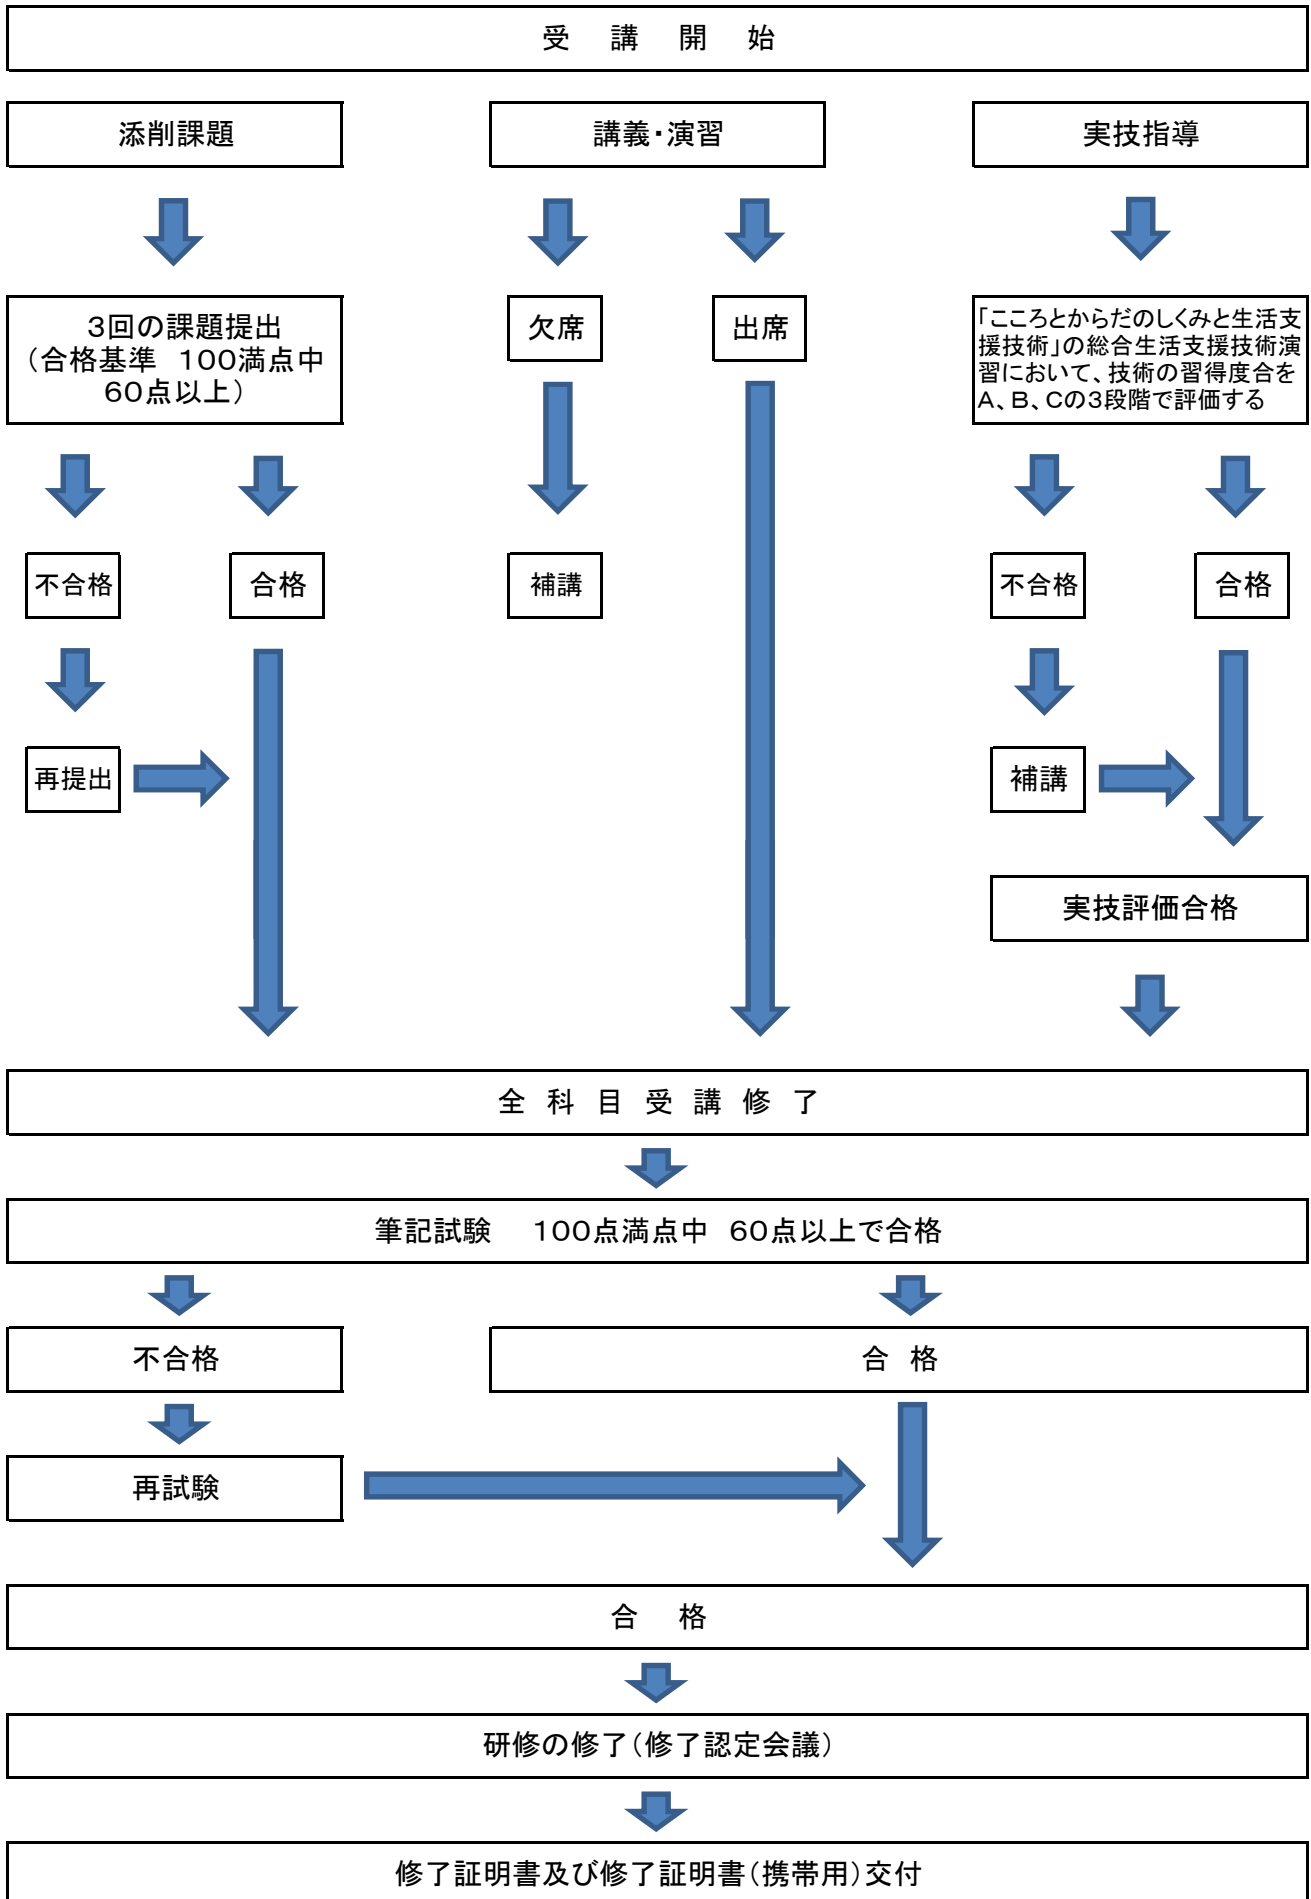 受 講 開 始
添削課題
講義・演習
実技指導
3回の課題提出
(合格基準 100満点中
60点以上)
欠席
出席
「こころとからだのしくみと生活支
援技術」の総合生活支援技術演
習において、技術の習得度合を
A、B、Cの3段階で評価する
不合格
合格
補講
不合格
合格
再提出
補講
実技評価合格
全 科 目 受 講 修 了
筆記試験 100点満点中 60点以上で合格
不合格
合 格
再試験
合 格
研修の修了(修了認定会議)
修了証明書及び修了証明書(携帯用)交付